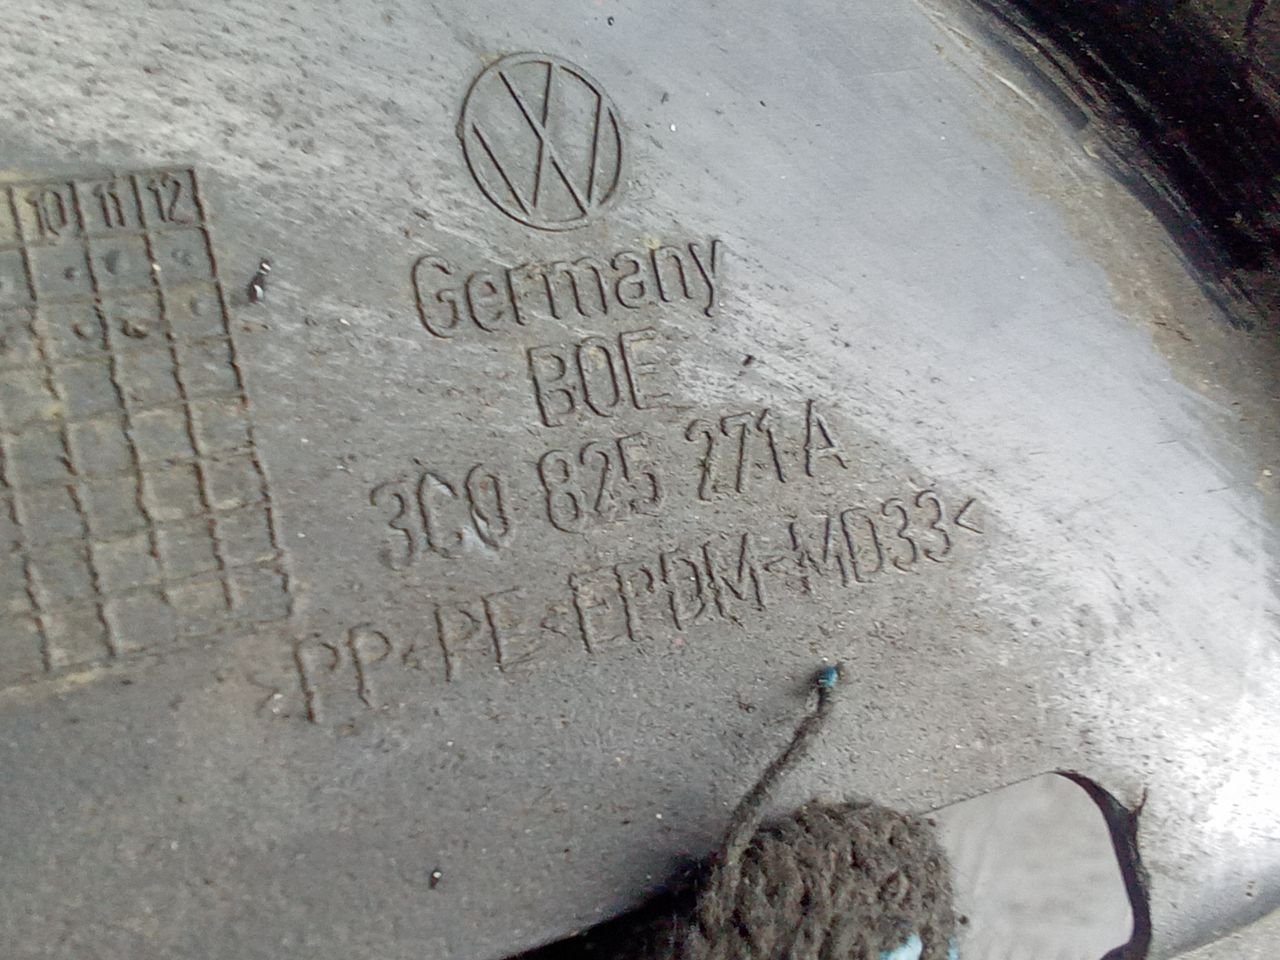 10 11 12
VW
Germany
BOE
3C0 825 271 A
>PP<PE<EPDM<MD33<